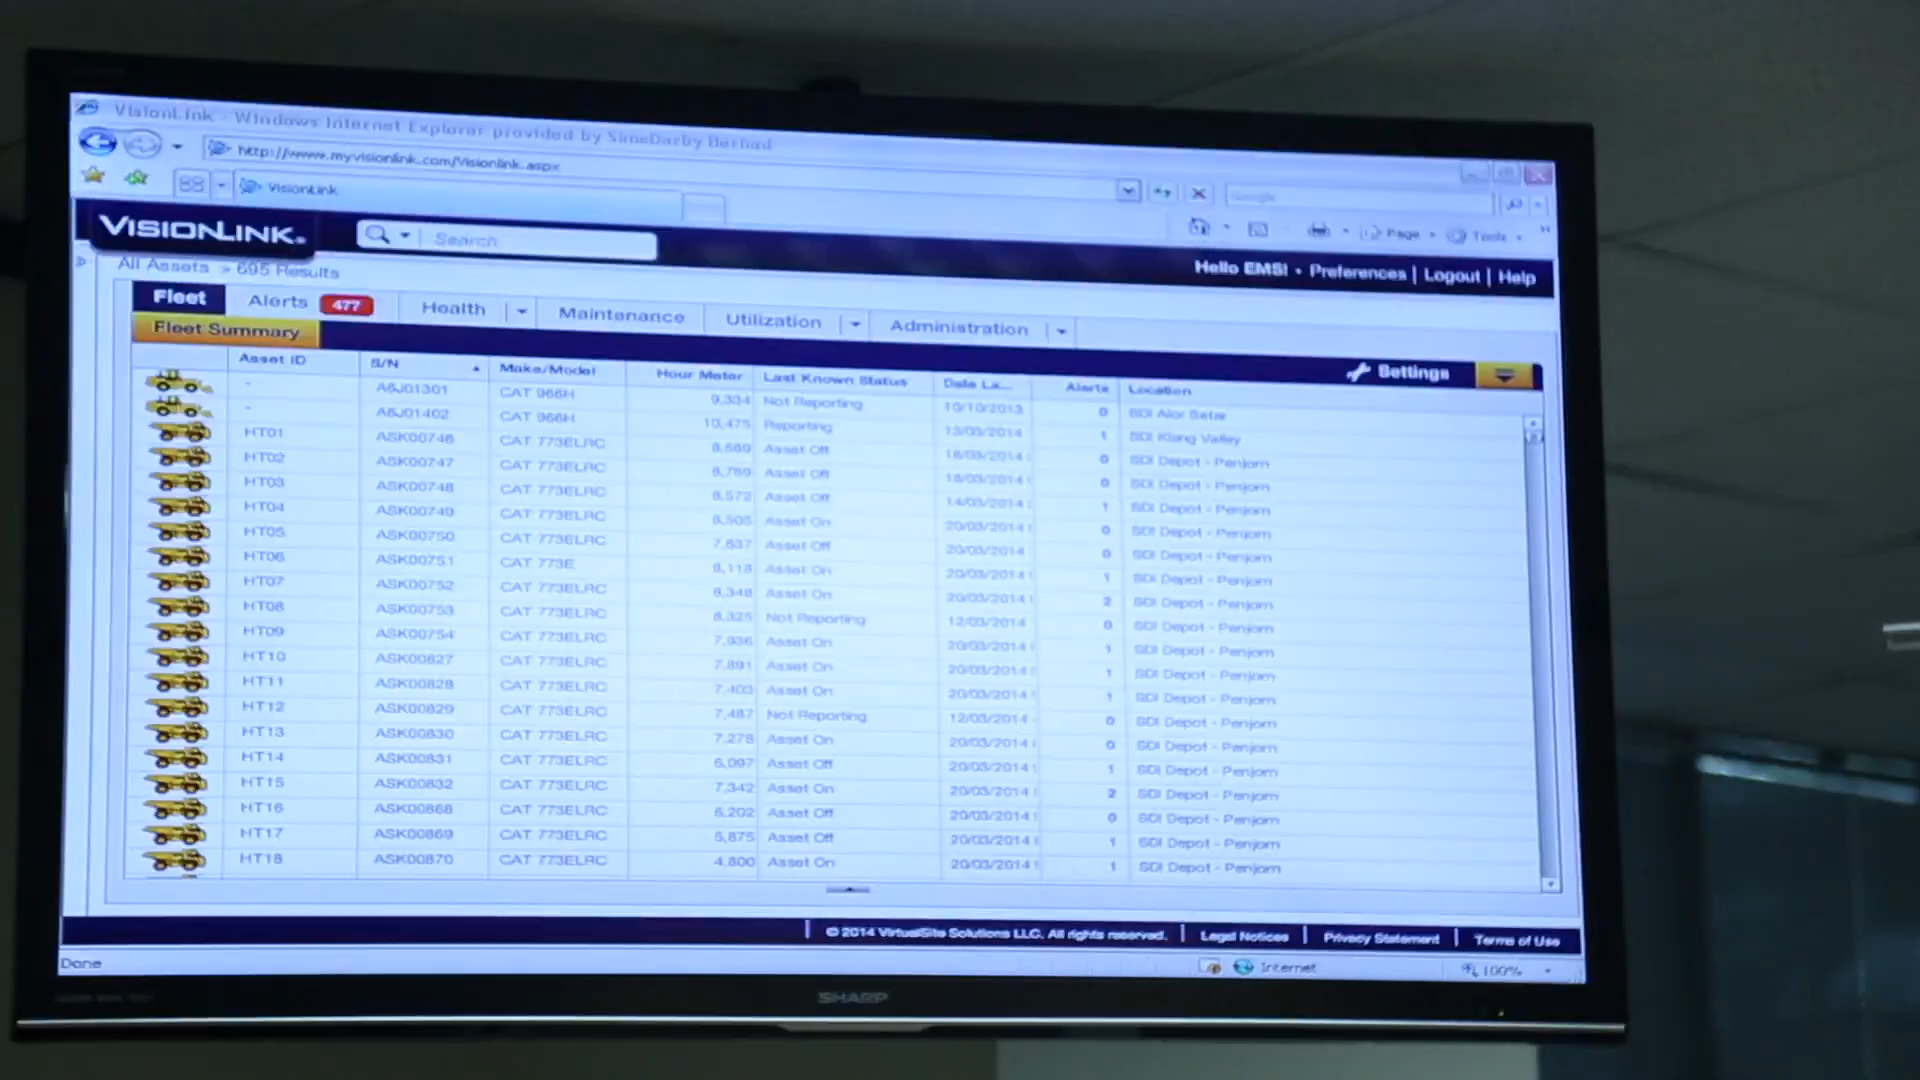 VisionLink - Windows Internet Explorer provided by SimeDarby Berhad
http://www.myvisionlink.com/Visionlink.aspx
Google
VisionLink
Page Tools
VISIONLINK
Search
Hello EMS! • Preferences | Logout | Help
All Assets > 695 Results
Fleet Alerts 477 Health Maintenance Utilization Administration
Fleet Summary
Settings
Asset ID S/N Make/Model Hour Meter Last Known Status Date La... Alerts Location
- A6J01301 CAT 966H 9,334 Not Reporting 10/10/2013 0 SDI Alor Setar
- A6J01402 CAT 966H 10,475 Reporting 13/03/2014 1 SDI Klang Valley
HT01 ASK00746 CAT 773ELRC 8,689 Asset Off 18/03/2014 0 SDI Depot - Penjom
HT02 ASK00747 CAT 773ELRC 8,769 Asset Off 18/03/2014 0 SDI Depot - Penjom
HT03 ASK00748 CAT 773ELRC 8,572 Asset Off 14/03/2014 1 SDI Depot - Penjom
HT04 ASK00749 CAT 773ELRC 8,505 Asset On 20/03/2014 0 SDI Depot - Penjom
HT05 ASK00750 CAT 773ELRC 7,837 Asset Off 20/03/2014 0 SDI Depot - Penjom
HT06 ASK00751 CAT 773E 8,118 Asset On 20/03/2014 1 SDI Depot - Penjom
HT07 ASK00752 CAT 773ELRC 8,348 Asset On 20/03/2014 2 SDI Depot - Penjom
HT08 ASK00753 CAT 773ELRC 8,325 Not Reporting 12/03/2014 0 SDI Depot - Penjom
HT09 ASK00754 CAT 773ELRC 7,936 Asset On 20/03/2014 1 SDI Depot - Penjom
HT10 ASK00827 CAT 773ELRC 7,891 Asset On 20/03/2014 1 SDI Depot - Penjom
HT11 ASK00828 CAT 773ELRC 7,403 Asset On 20/03/2014 1 SDI Depot - Penjom
HT12 ASK00829 CAT 773ELRC 7,487 Not Reporting 12/03/2014 0 SDI Depot - Penjom
HT13 ASK00830 CAT 773ELRC 7,278 Asset On 20/03/2014 0 SDI Depot - Penjom
HT14 ASK00831 CAT 773ELRC 6,097 Asset Off 20/03/2014 1 SDI Depot - Penjom
HT15 ASK00832 CAT 773ELRC 7,342 Asset On 20/03/2014 2 SDI Depot - Penjom
HT16 ASK00868 CAT 773ELRC 6,202 Asset Off 20/03/2014 0 SDI Depot - Penjom
HT17 ASK00869 CAT 773ELRC 5,875 Asset Off 20/03/2014 1 SDI Depot - Penjom
HT18 ASK00870 CAT 773ELRC 4,800 Asset On 20/03/2014 1 SDI Depot - Penjom
© 2014 VirtualSite Solutions LLC. All rights reserved. | Legal Notices | Privacy Statement | Terms of Use
Done Internet 100%
SHARP